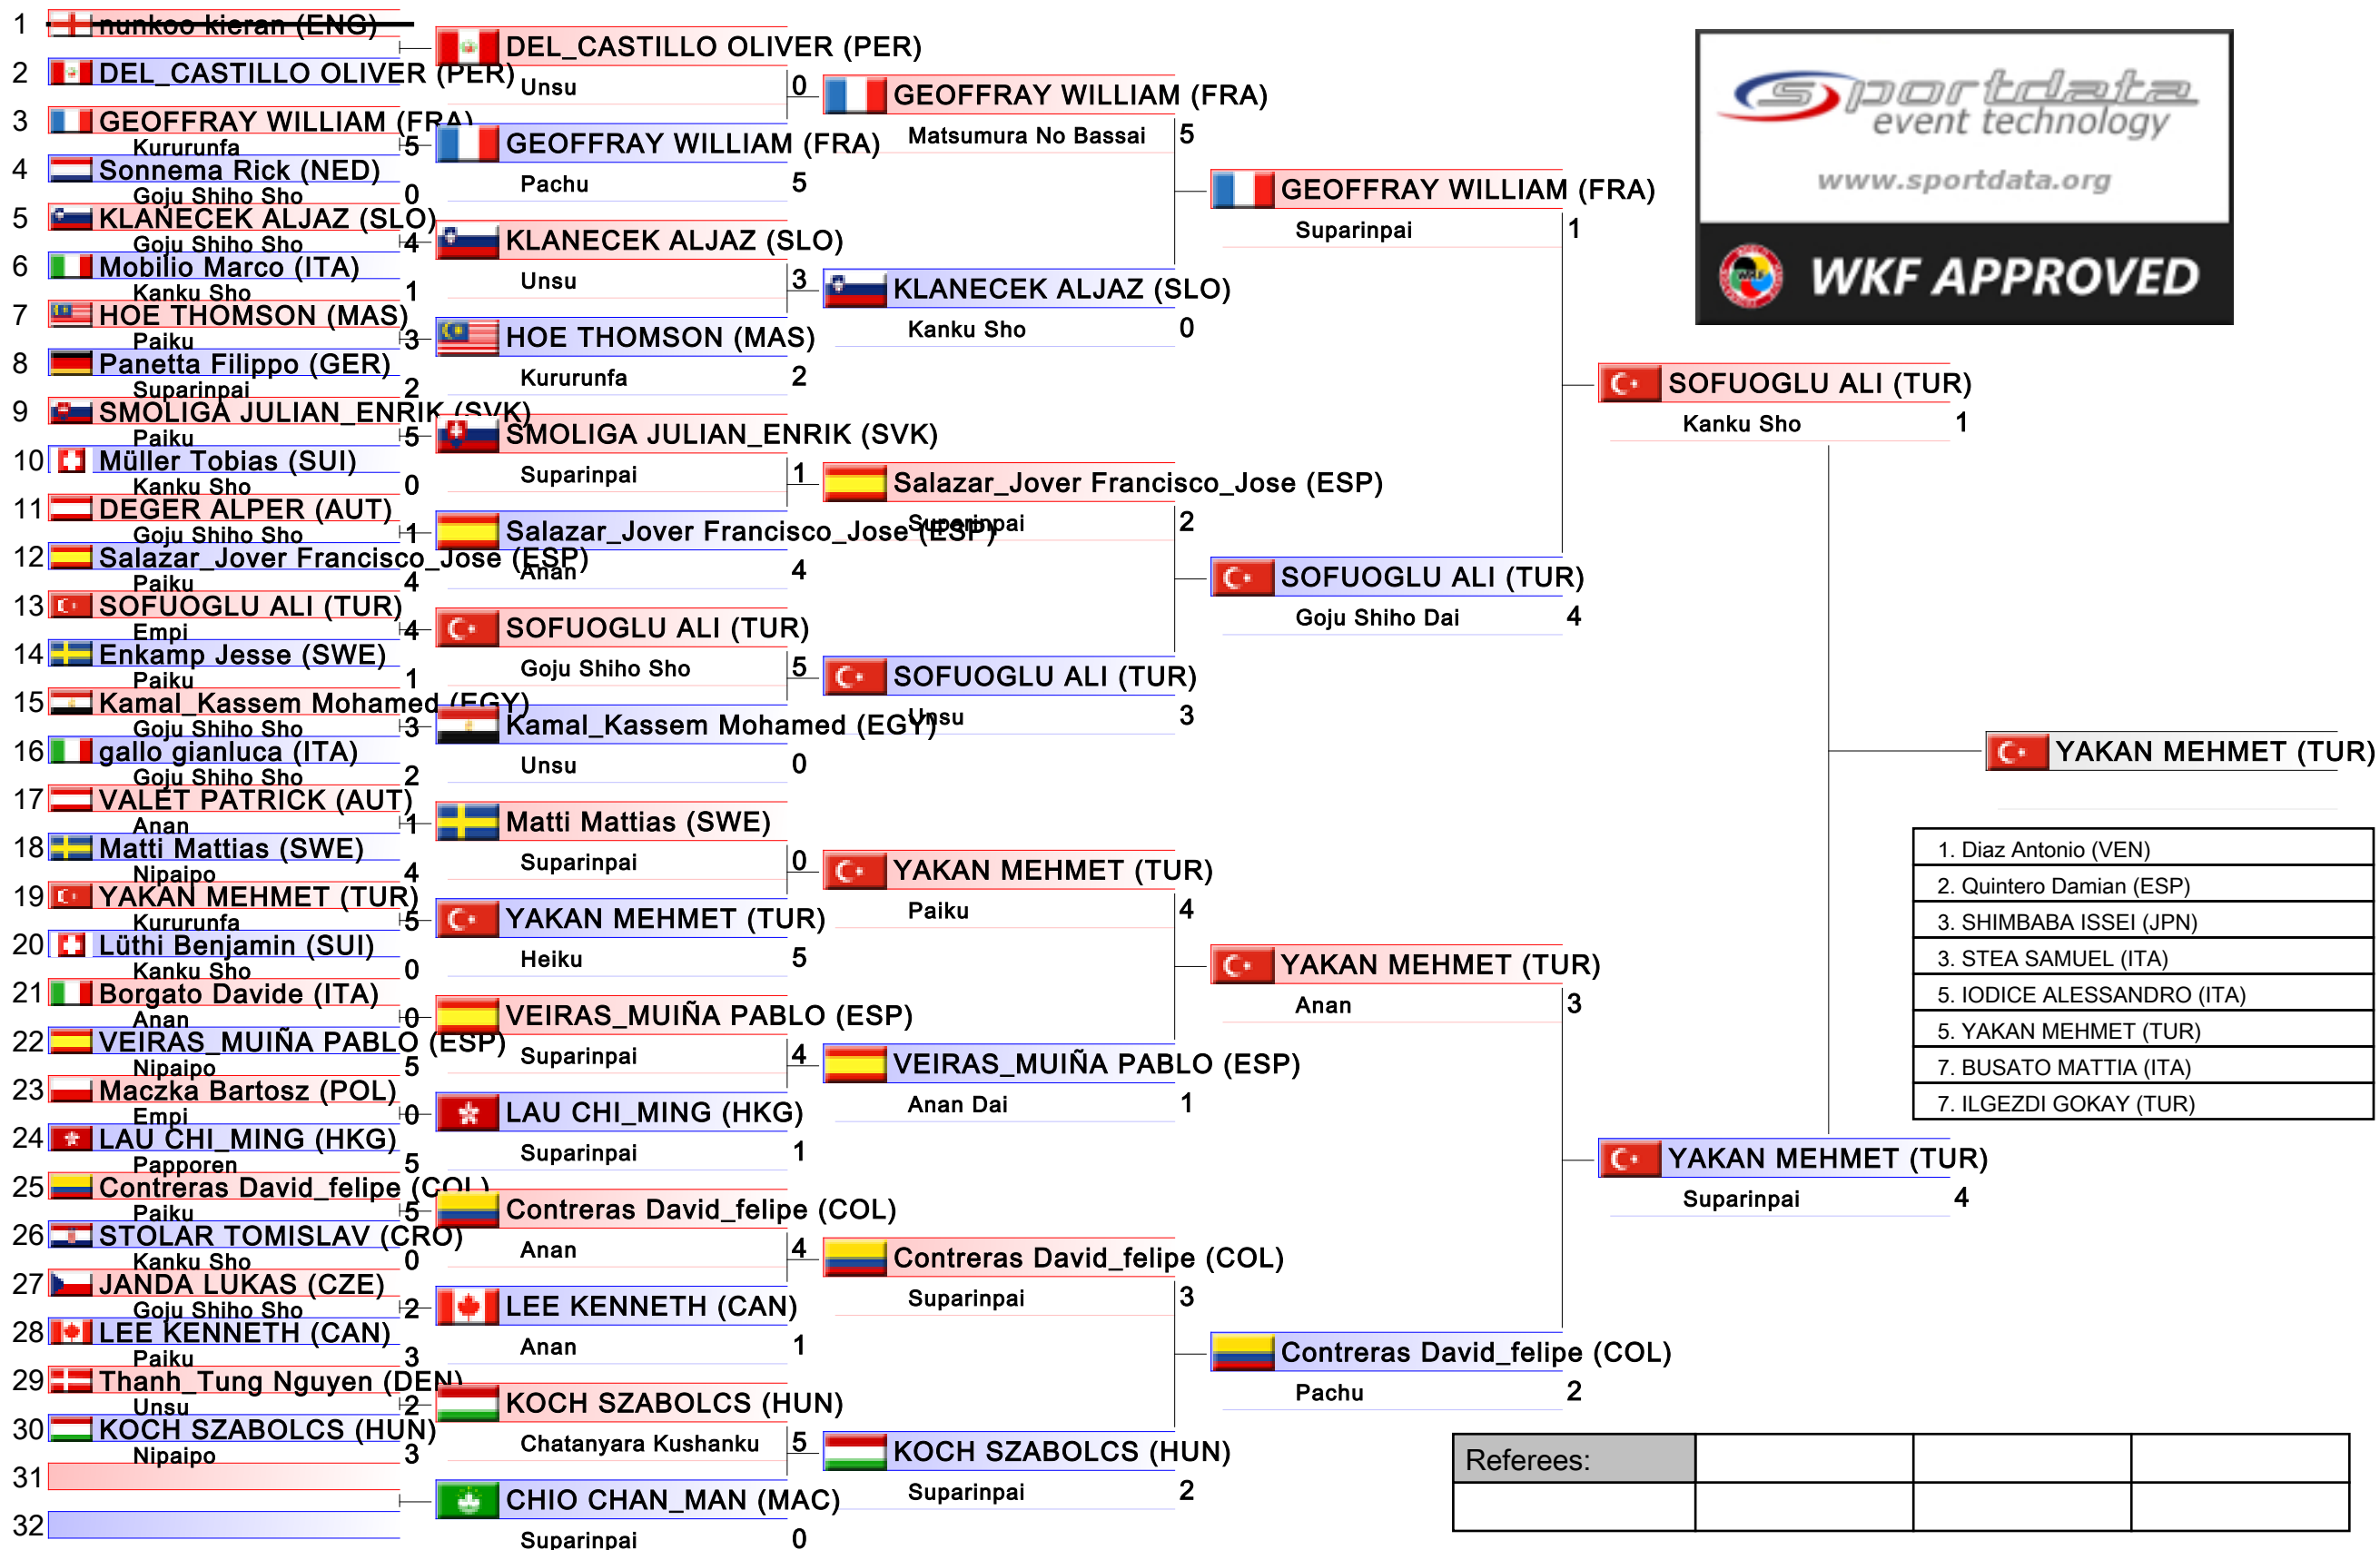 1 nunkoo kieran (ENG)
2 DEL_CASTILLO OLIVER (PER)
3 GEOFFRAY WILLIAM (FRA)
Kururunfa 5
4 Sonnema Rick (NED)
Goju Shiho Sho 0
5 KLANECEK ALJAZ (SLO)
Goju Shiho Sho 4
6 Mobilio Marco (ITA)
Kanku Sho 1
7 HOE THOMSON (MAS)
Paiku 3
8 Panetta Filippo (GER)
Suparinpai 2
9 SMOLIGA JULIAN_ENRIK (SVK)
Paiku 5
10 Müller Tobias (SUI)
Kanku Sho 0
11 DEGER ALPER (AUT)
Goju Shiho Sho 1
12 Salazar_Jover Francisco_Jose (ESP)
Paiku 4
13 SOFUOGLU ALI (TUR)
Empi 4
14 Enkamp Jesse (SWE)
Paiku 1
15 Kamal_Kassem Mohamed (EGY)
Goju Shiho Sho 3
16 gallo gianluca (ITA)
Goju Shiho Sho 2
17 VALET PATRICK (AUT)
Anan 1
18 Matti Mattias (SWE)
Nipaipo 4
19 YAKAN MEHMET (TUR)
Kururunfa 5
20 Lüthi Benjamin (SUI)
Kanku Sho 0
21 Borgato Davide (ITA)
Anan 0
22 VEIRAS_MUIÑA PABLO (ESP)
Nipaipo 5
23 Maczka Bartosz (POL)
Empi 0
24 LAU CHI_MING (HKG)
Papporen 5
25 Contreras David_felipe (COL)
Paiku 5
26 STOLAR TOMISLAV (CRO)
Kanku Sho 0
27 JANDA LUKAS (CZE)
Goju Shiho Sho 2
28 LEE KENNETH (CAN)
Paiku 3
29 Thanh_Tung Nguyen (DEN)
Unsu 2
30 KOCH SZABOLCS (HUN)
Nipaipo 3
31
32
DEL_CASTILLO OLIVER (PER)
Unsu 0
GEOFFRAY WILLIAM (FRA)
Pachu 5
KLANECEK ALJAZ (SLO)
Unsu 3
HOE THOMSON (MAS)
Kururunfa 2
SMOLIGA JULIAN_ENRIK (SVK)
Suparinpai 1
Salazar_Jover Francisco_Jose (ESP)
Anan 4
SOFUOGLU ALI (TUR)
Goju Shiho Sho 5
Kamal_Kassem Mohamed (EGY)
Unsu 0
Matti Mattias (SWE)
Suparinpai 0
YAKAN MEHMET (TUR)
Heiku 5
VEIRAS_MUIÑA PABLO (ESP)
Suparinpai 4
LAU CHI_MING (HKG)
Suparinpai 1
Contreras David_felipe (COL)
Anan 4
LEE KENNETH (CAN)
Anan 1
KOCH SZABOLCS (HUN)
Chatanyara Kushanku 5
CHIO CHAN_MAN (MAC)
Suparinpai 0
GEOFFRAY WILLIAM (FRA)
Matsumura No Bassai 5
KLANECEK ALJAZ (SLO)
Kanku Sho 0
Salazar_Jover Francisco_Jose (ESP)
Suparinpai 2
SOFUOGLU ALI (TUR)
Unsu 3
YAKAN MEHMET (TUR)
Paiku 4
VEIRAS_MUIÑA PABLO (ESP)
Anan Dai 1
Contreras David_felipe (COL)
Suparinpai 3
KOCH SZABOLCS (HUN)
Suparinpai 2
GEOFFRAY WILLIAM (FRA)
Suparinpai 1
SOFUOGLU ALI (TUR)
Goju Shiho Dai 4
YAKAN MEHMET (TUR)
Anan 3
Contreras David_felipe (COL)
Pachu 2
SOFUOGLU ALI (TUR)
Kanku Sho 1
YAKAN MEHMET (TUR)
Suparinpai 4
YAKAN MEHMET (TUR)
sportdata
event technology
www.sportdata.org
WKF
WKF APPROVED
1. Diaz Antonio (VEN)
2. Quintero Damian (ESP)
3. SHIMBABA ISSEI (JPN)
3. STEA SAMUEL (ITA)
5. IODICE ALESSANDRO (ITA)
5. YAKAN MEHMET (TUR)
7. BUSATO MATTIA (ITA)
7. ILGEZDI GOKAY (TUR)
Referees: